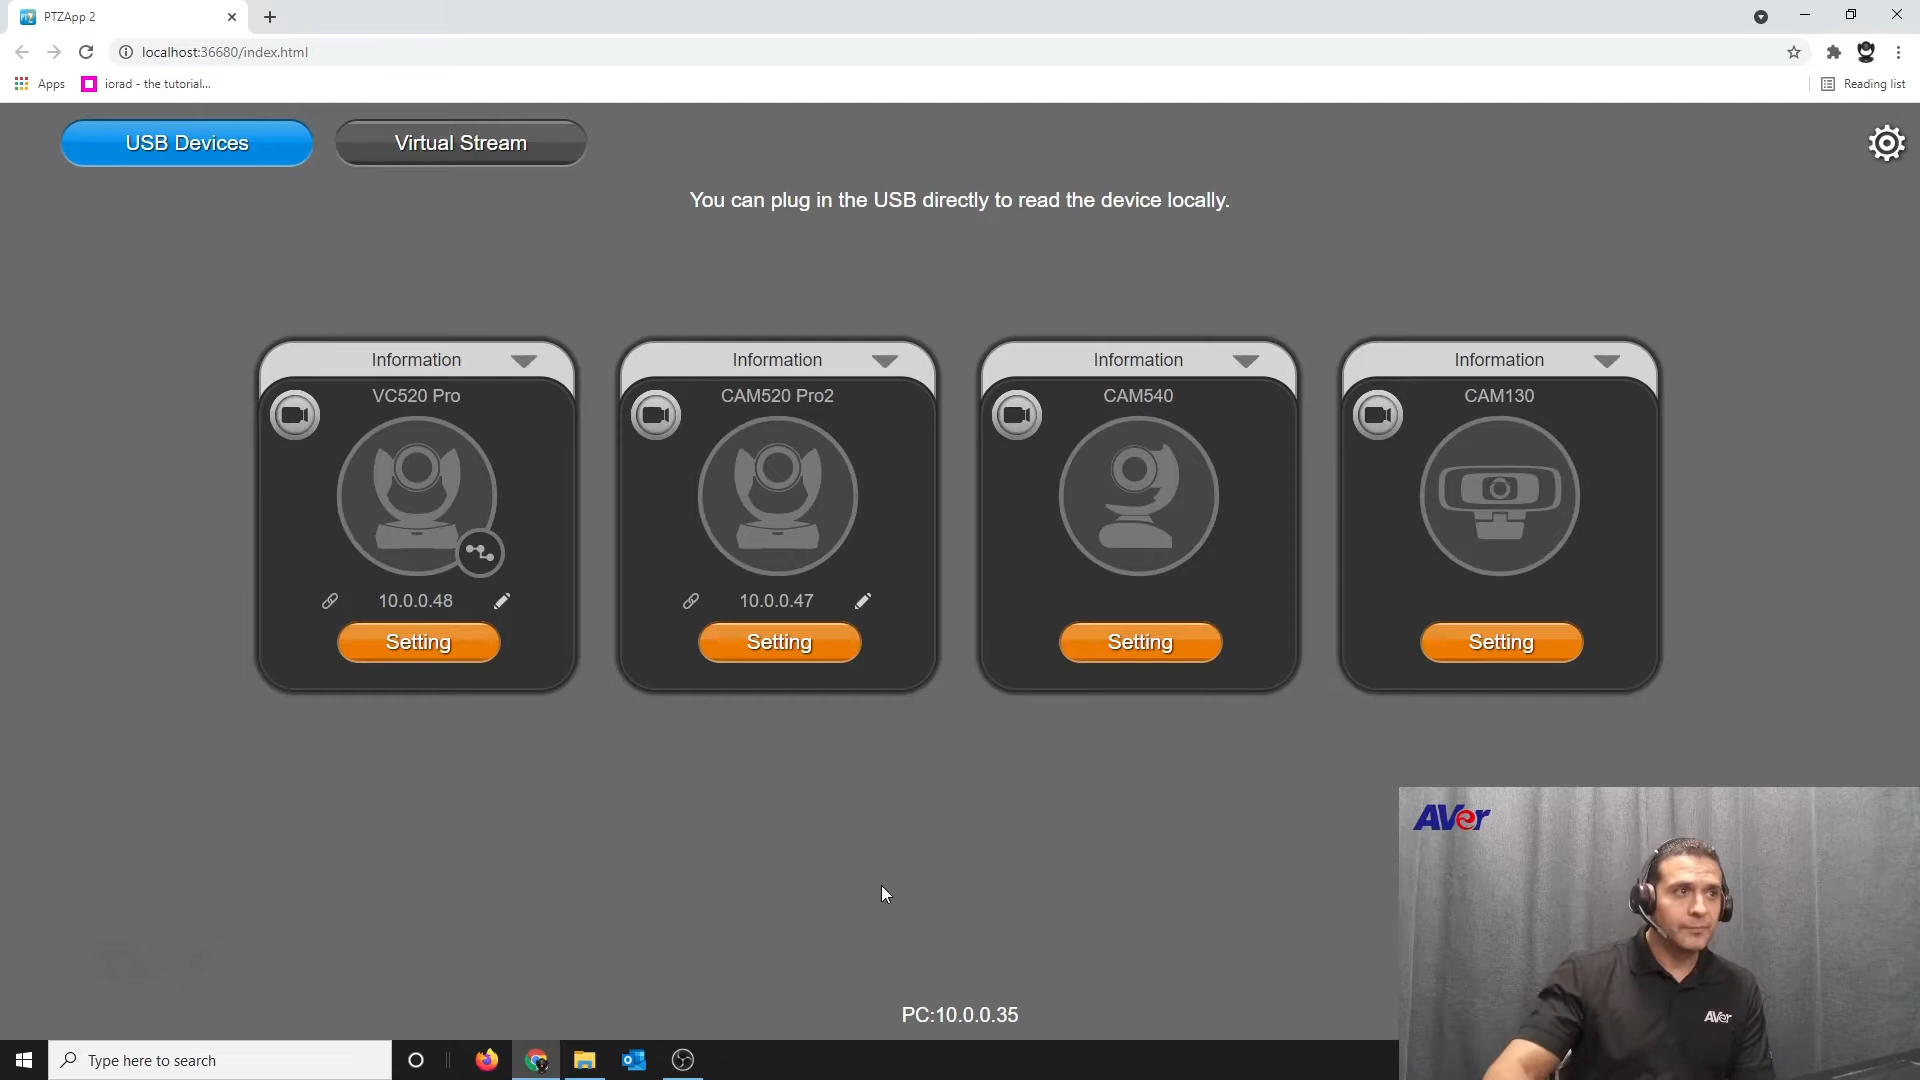 PTZApp 2
localhost:36680/index.html
Apps
iorad - the tutorial...
Reading list
USB Devices
Virtual Stream
You can plug in the USB directly to read the device locally.
Information
VC520 Pro
10.0.0.48
Setting
Information
CAM520 Pro2
10.0.0.47
Setting
Information
CAM540
Setting
Information
CAM130
Setting
AVer
AVer
PC:10.0.0.35
Type here to search